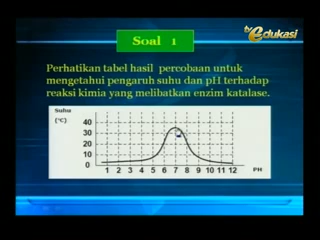 tv edukasi
Soal 1
Perhatikan tabel hasil percobaan untuk
mengetahui pengaruh suhu dan pH terhadap
reaksi kimia yang melibatkan enzim katalase.
Suhu
(°C)
40
30
20
10
0
1 2 3 4 5 6 7 8 9 10 11 12 PH